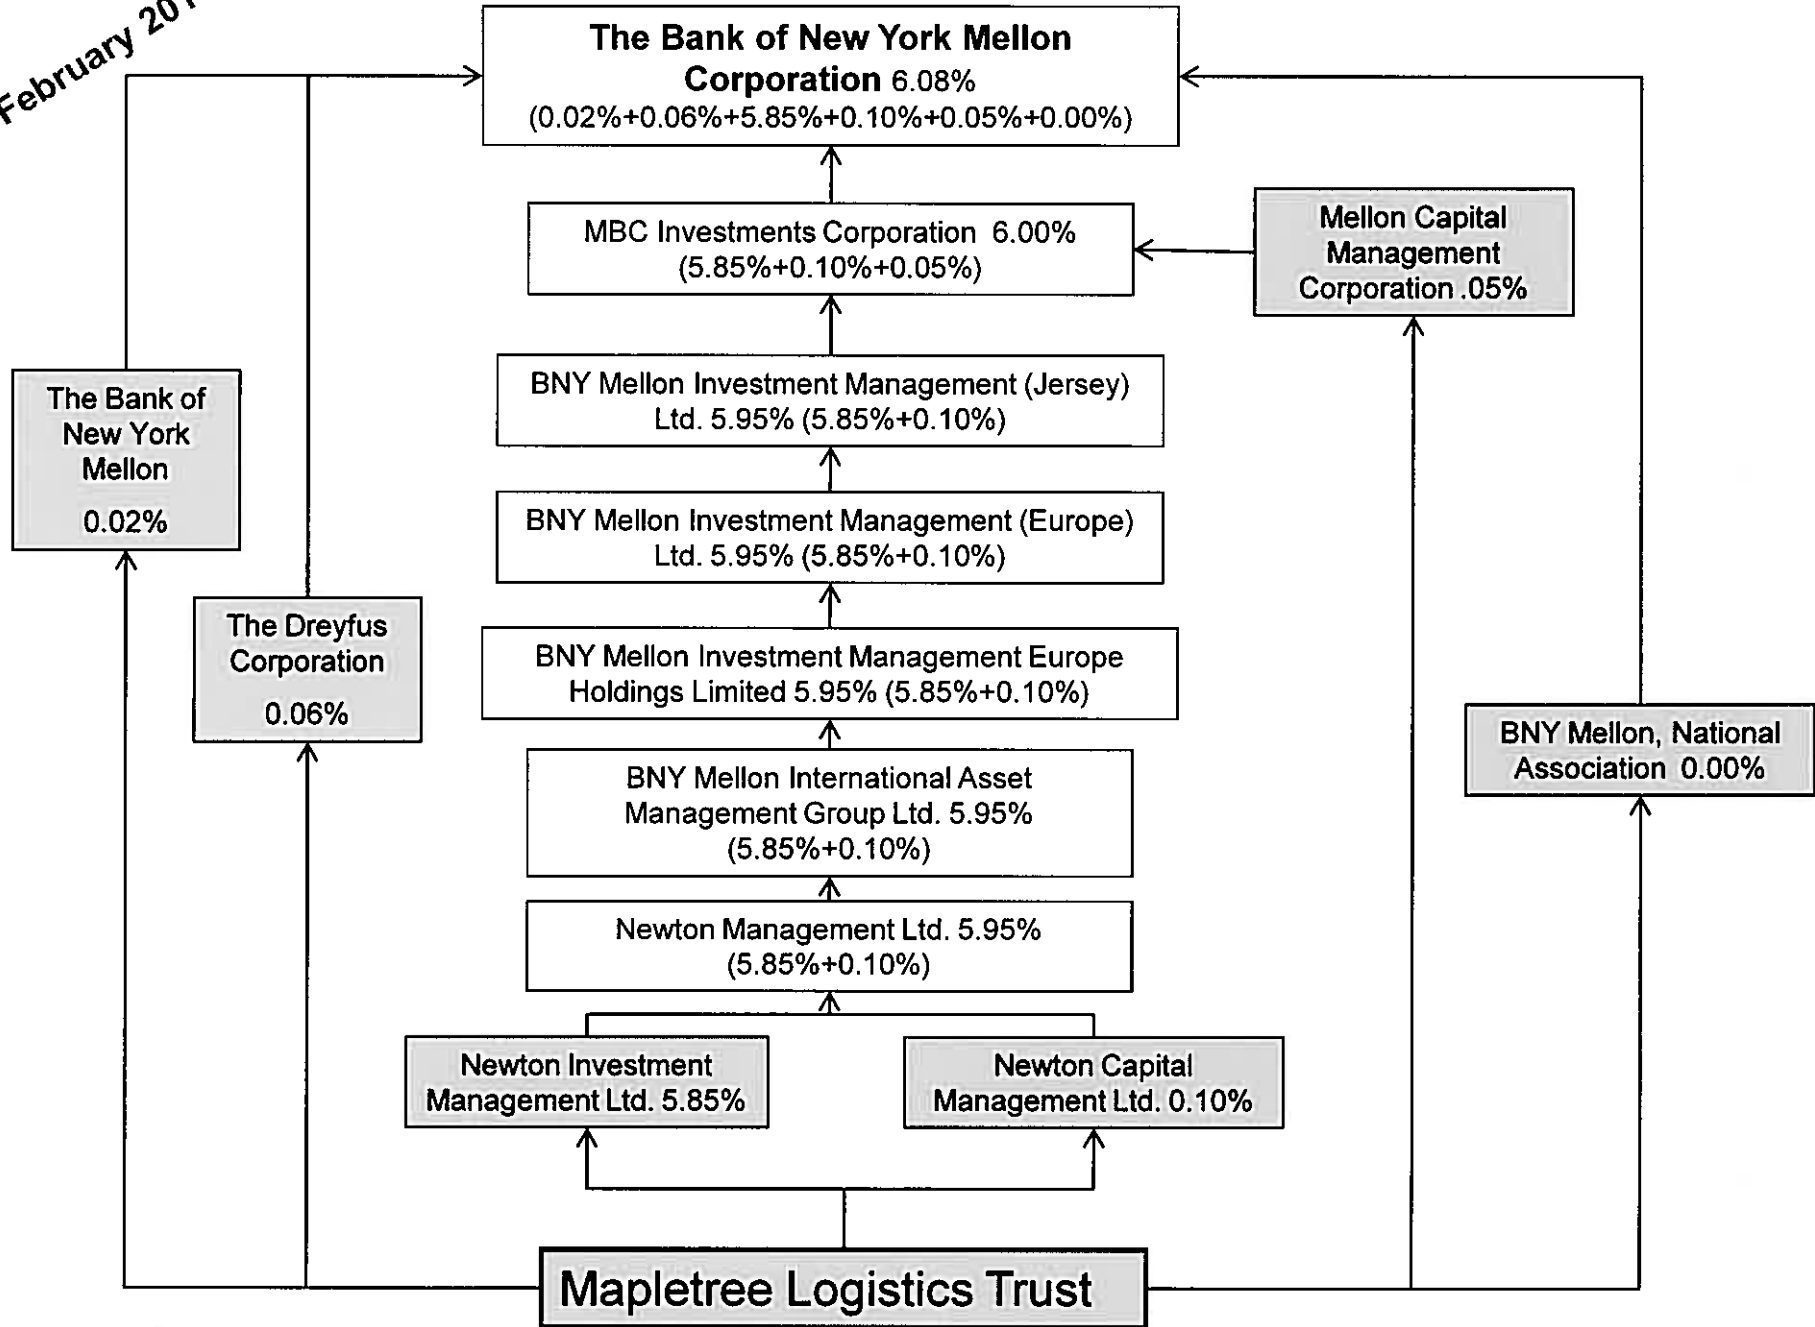 February 201
The Bank of New York Mellon
Corporation 6.08%
(0.02%+0.06%+5.85%+0.10%+0.05%+0.00%)
MBC Investments Corporation 6.00%
(5.85%+0.10%+0.05%)
Mellon Capital
Management
Corporation .05%
BNY Mellon Investment Management (Jersey)
Ltd. 5.95% (5.85%+0.10%)
The Bank of
New York
Mellon
0.02%
BNY Mellon Investment Management (Europe)
Ltd. 5.95% (5.85%+0.10%)
The Dreyfus
Corporation
0.06%
BNY Mellon Investment Management Europe
Holdings Limited 5.95% (5.85%+0.10%)
BNY Mellon, National
Association 0.00%
BNY Mellon International Asset
Management Group Ltd. 5.95%
(5.85%+0.10%)
Newton Management Ltd. 5.95%
(5.85%+0.10%)
Newton Investment
Management Ltd. 5.85%
Newton Capital
Management Ltd. 0.10%
Mapletree Logistics Trust